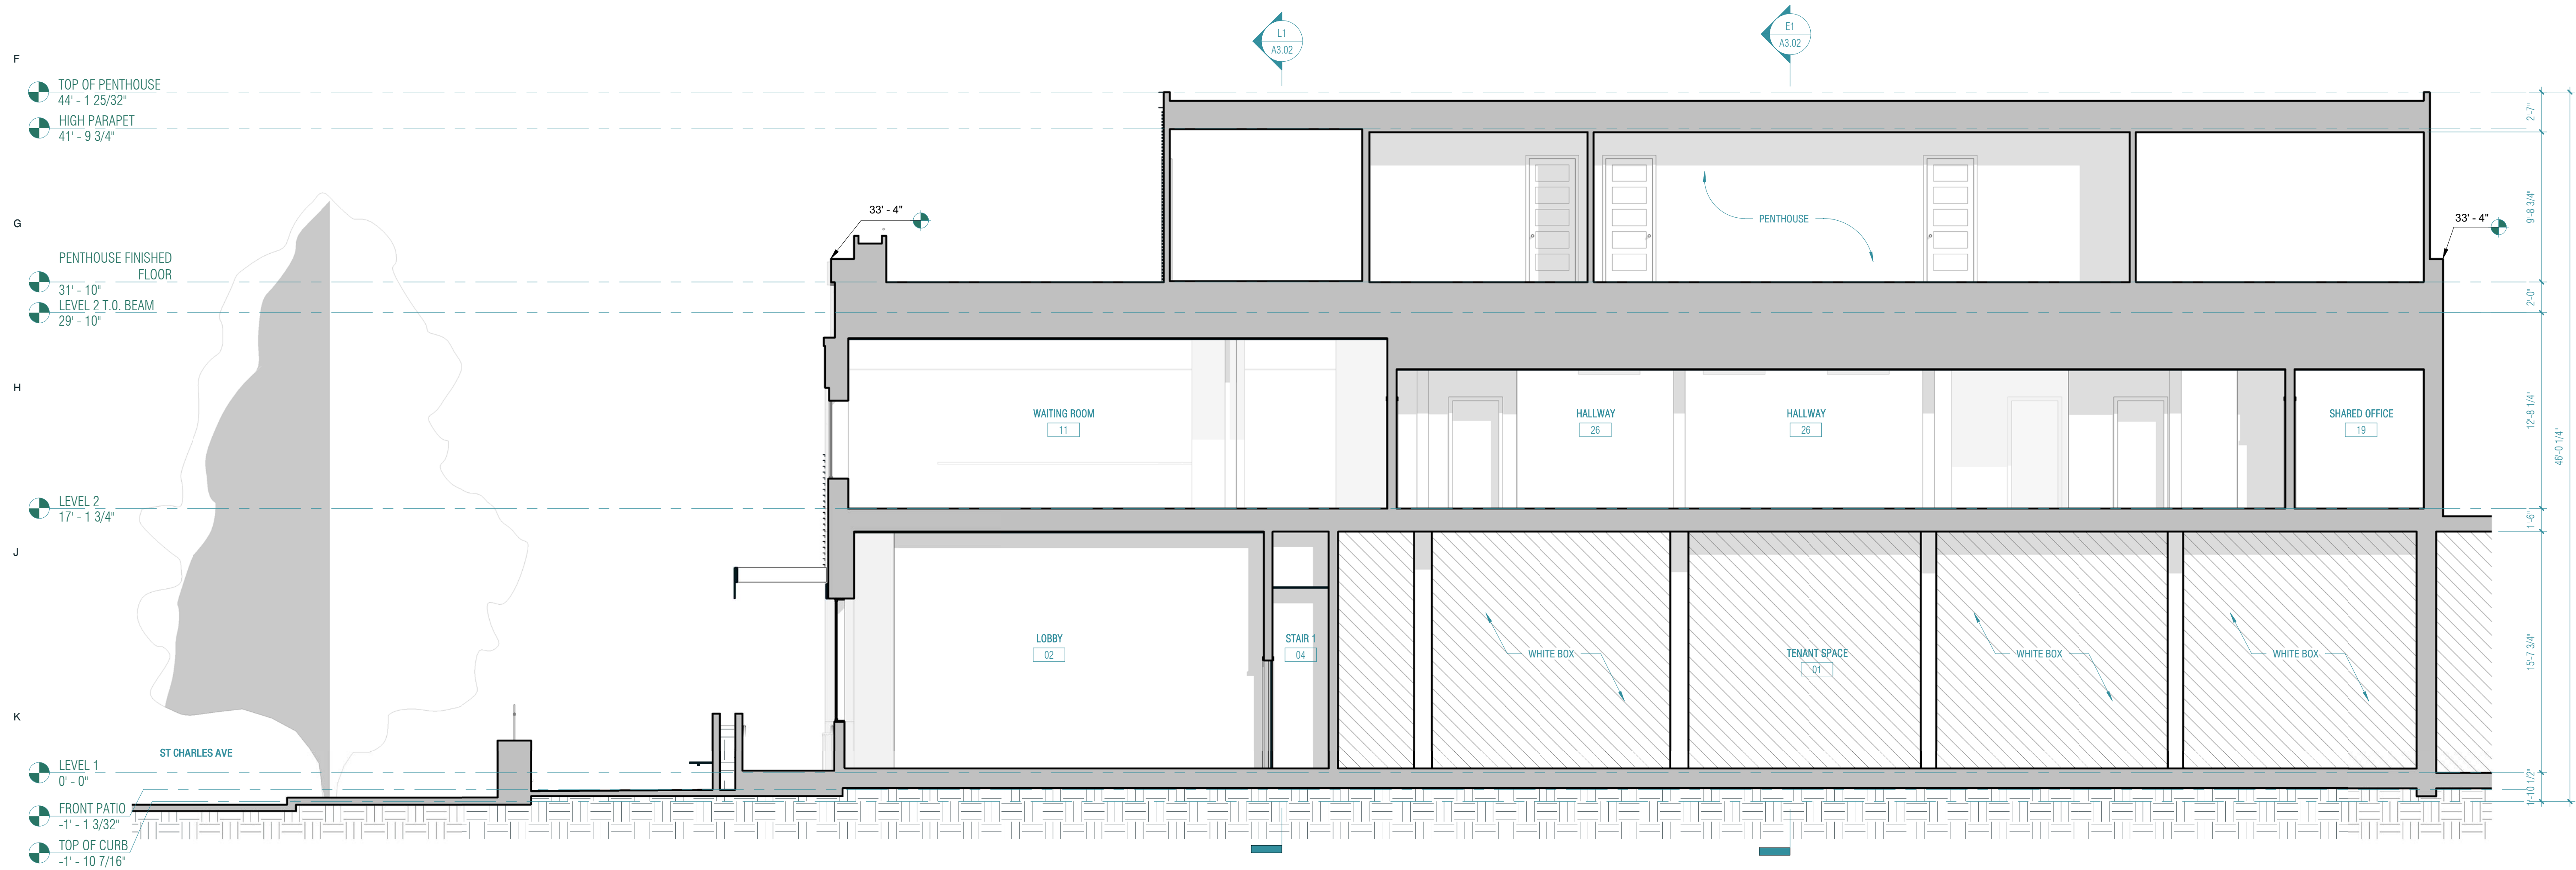 L1
A3.02
E1
A3.02
F
TOP OF PENTHOUSE
44' - 1 25/32"
HIGH PARAPET
41' - 9 3/4"
2'-7"
G
33' - 4"
PENTHOUSE
9'-8 3/4"
33' - 4"
PENTHOUSE FINISHED
FLOOR
31' - 10"
LEVEL 2 T.O. BEAM
29' - 10"
2'-0"
H
WAITING ROOM
11
HALLWAY
26
HALLWAY
26
SHARED OFFICE
19
12'-8 1/4"
46'-0 1/4"
LEVEL 2
17' - 1 3/4"
1'-6"
J
LOBBY
02
STAIR 1
04
WHITE BOX
TENANT SPACE
01
WHITE BOX
WHITE BOX
15'-7 3/4"
K
ST CHARLES AVE
LEVEL 1
0' - 0"
1'-10 1/2"
FRONT PATIO
-1' - 1 3/32"
TOP OF CURB
-1' - 10 7/16"